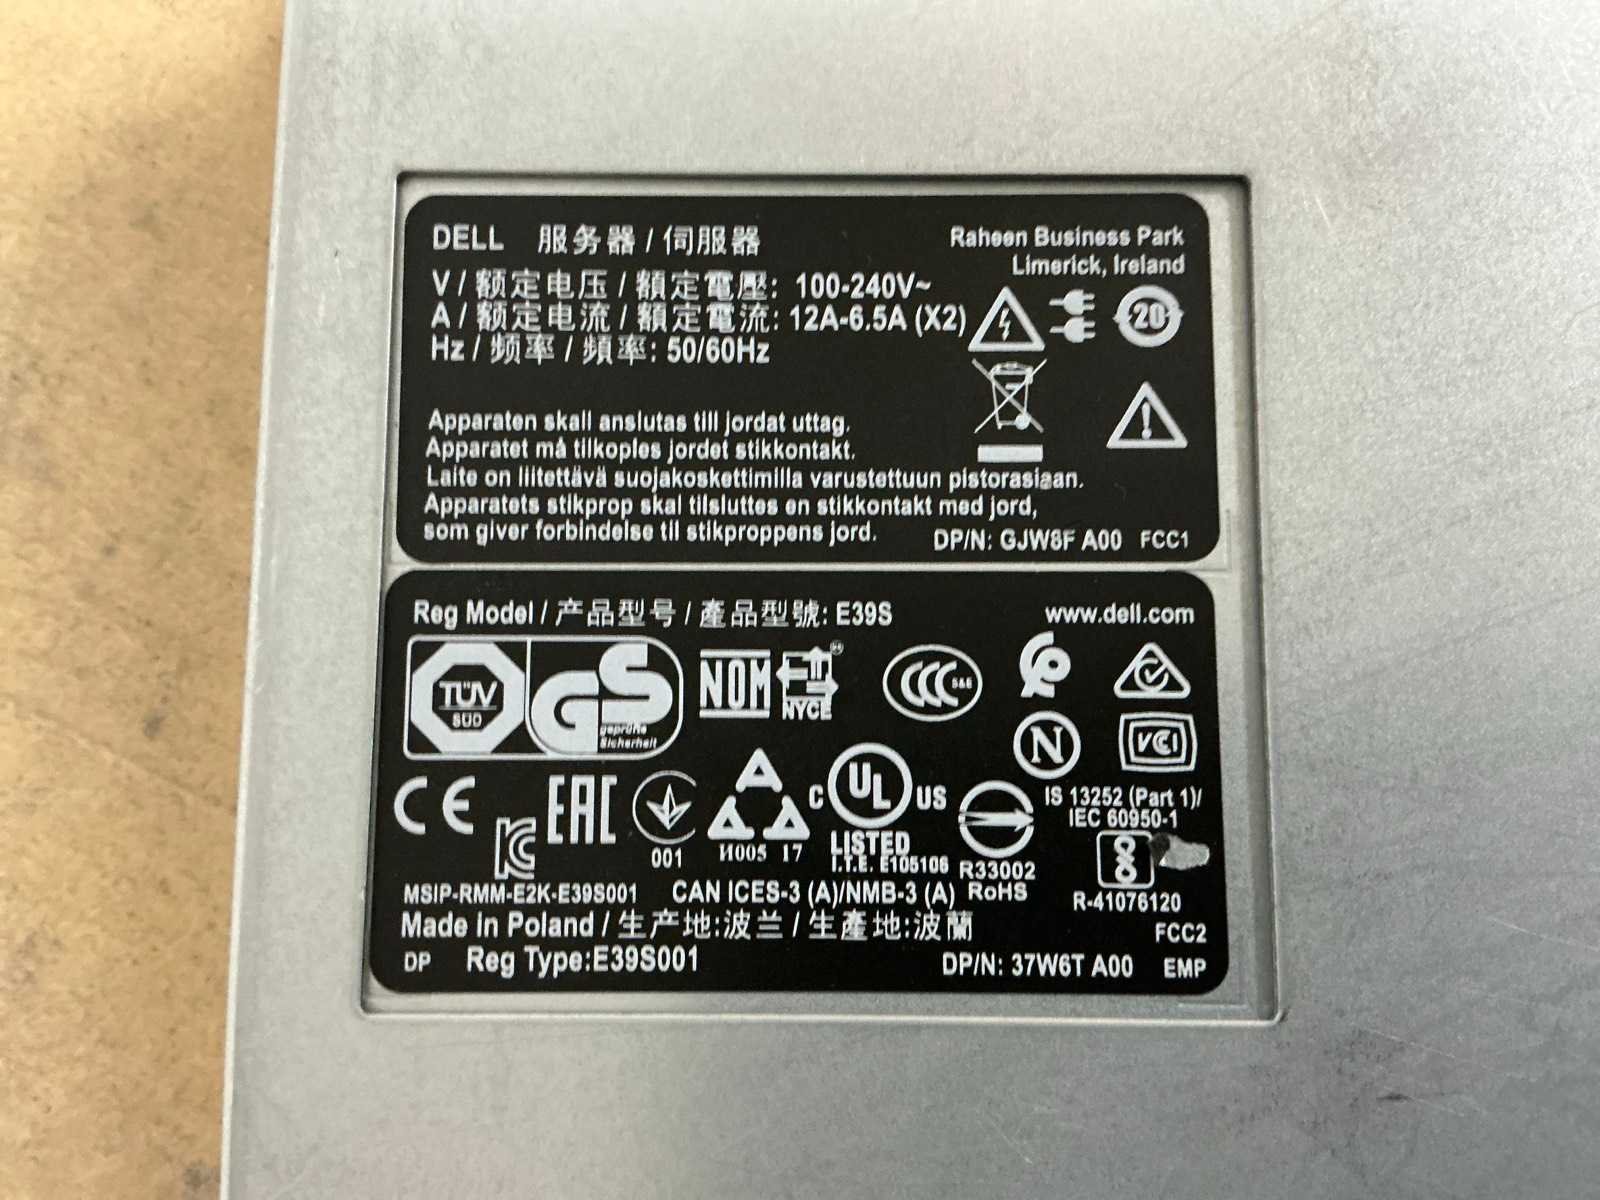 DELL 服务器 / 伺服器
Raheen Business Park
Limerick, Ireland
V / 额定电压 / 額定電壓: 100-240V~
A / 额定电流 / 額定電流: 12A-6.5A (X2)
Hz / 频率 / 頻率: 50/60Hz
20
Apparaten skall anslutas till jordat uttag.
Apparatet må tilkoples jordet stikkontakt.
Laite on liitettävä suojakoskettimilla varustettuun pistorasiaan.
Apparatets stikprop skal tilsluttes en stikkontakt med jord,
som giver forbindelse til stikproppens jord.
DP/N: GJW8F A00 FCC1
Reg Model / 产品型号 / 產品型號: E39S
www.dell.com
TÜV
SÜD
GS
geprüfte
Sicherheit
NOM
NYCE
CCC S&E
N
VCI
CE
EAC
001
И005 17
C UL US
LISTED
I.T.E. E105106
R33002
RoHS
IS 13252 (Part 1)/
IEC 60950-1
R-41076120
KC
MSIP-RMM-E2K-E39S001
CAN ICES-3 (A)/NMB-3 (A)
Made in Poland / 生产地:波兰 / 生產地:波蘭
FCC2
DP Reg Type:E39S001
DP/N: 37W6T A00 EMP